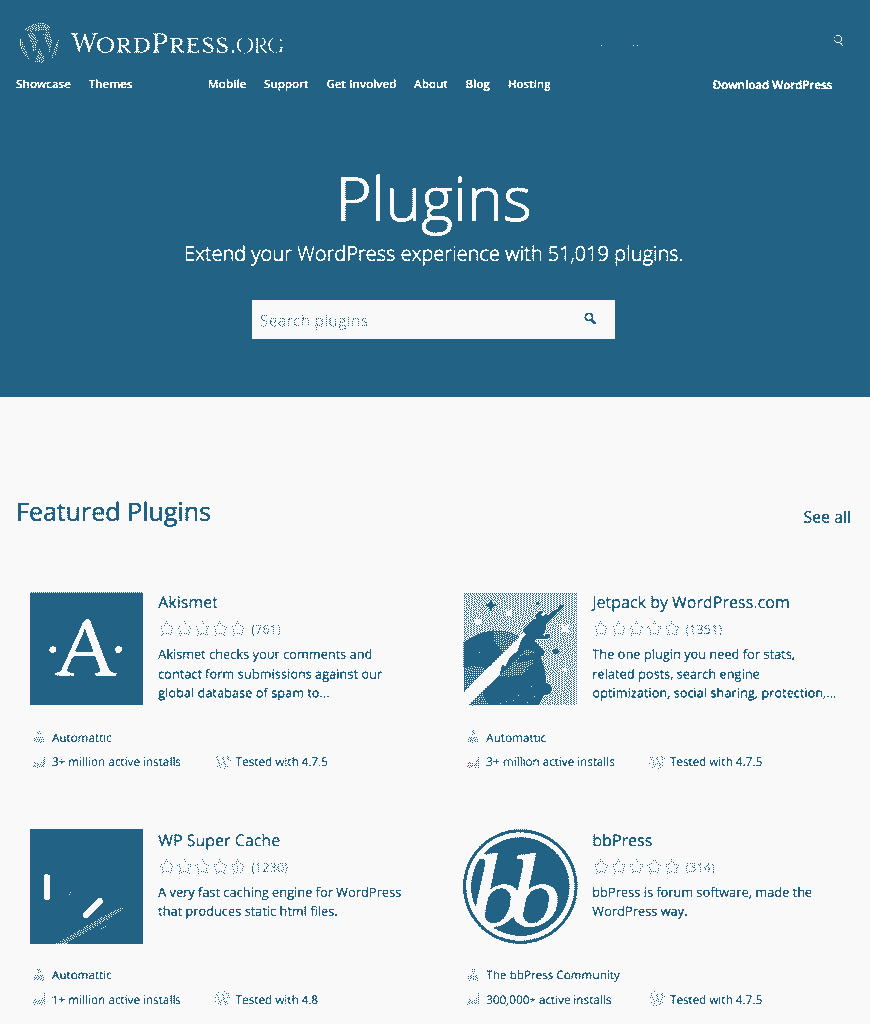 WORDPRESS.ORG
Showcase Themes Mobile Support Get Involved About Blog Hosting Download WordPress
Plugins
Extend your WordPress experience with 51,019 plugins.
Search plugins
Featured Plugins
See all
Akismet
(761)
Akismet checks your comments and
contact form submissions against our
global database of spam to...
Automattic
3+ million active installs
Tested with 4.7.5
Jetpack by WordPress.com
(1351)
The one plugin you need for stats,
related posts, search engine
optimization, social sharing, protection,...
Automattic
3+ million active installs
Tested with 4.7.5
WP Super Cache
(1230)
A very fast caching engine for WordPress
that produces static html files.
Automattic
1+ million active installs
Tested with 4.8
bbPress
(314)
bbPress is forum software, made the
WordPress way.
The bbPress Community
300,000+ active installs
Tested with 4.7.5